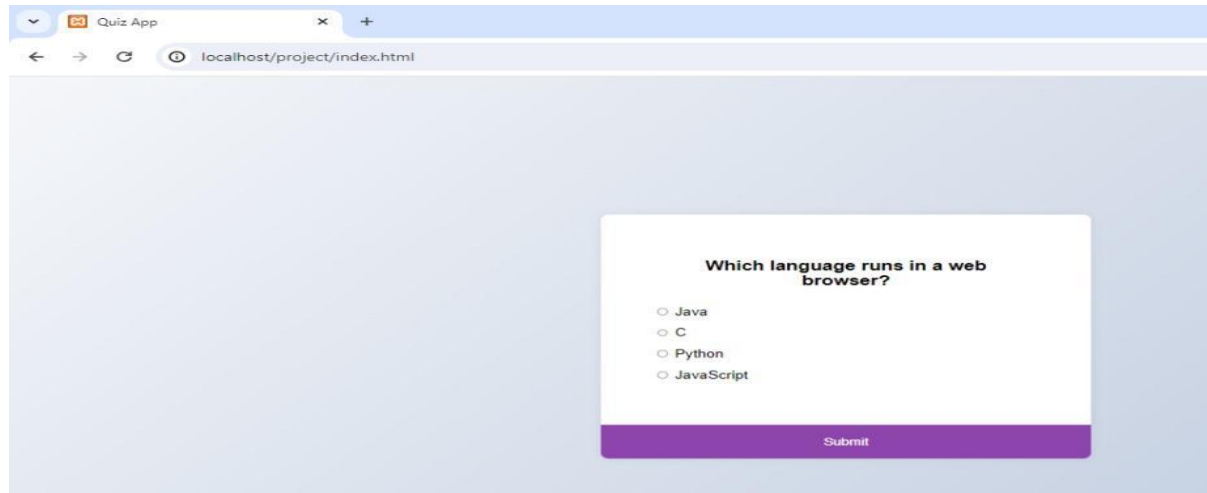 Quiz App
localhost/project/index.html
Which language runs in a web
browser?
Java
C
Python
JavaScript
Submit